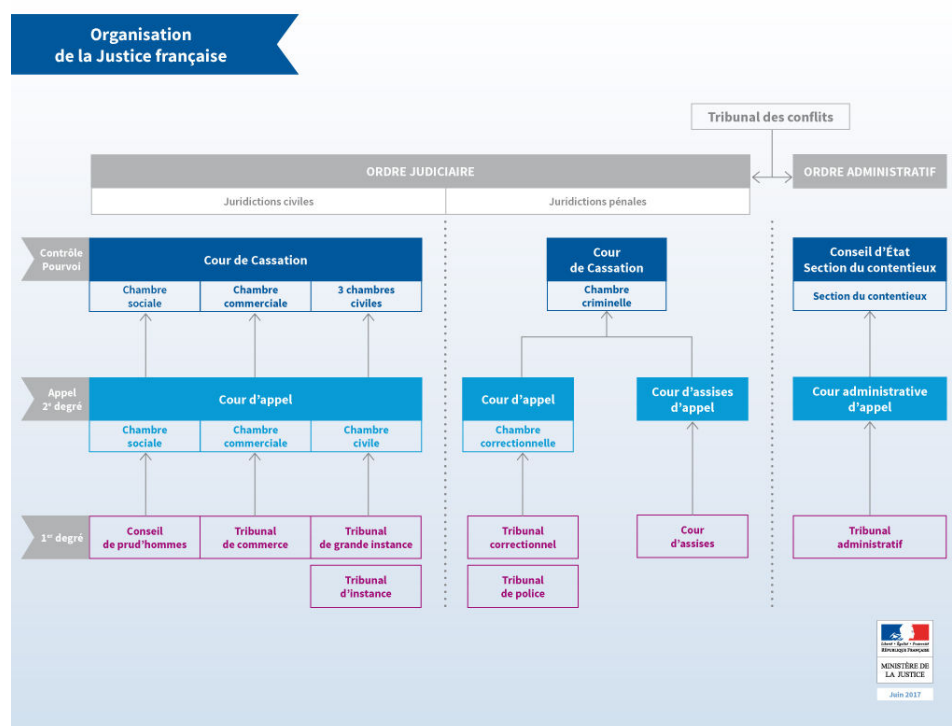 Organisation
de la Justice française
Tribunal des conflits
ORDRE JUDICIAIRE
ORDRE ADMINISTRATIF
Juridictions civiles
Juridictions pénales
Contrôle
Pourvoi
Cour de Cassation
Chambre
sociale
Chambre
commerciale
3 chambres
civiles
Cour
de Cassation
Chambre
criminelle
Conseil d'État
Section du contentieux
Section du contentieux
Appel
2e degré
Cour d'appel
Chambre
sociale
Chambre
commerciale
Chambre
civile
Cour d'appel
Chambre
correctionnelle
Cour d'assises
d'appel
Cour administrative
d'appel
1er degré
Conseil
de prud'hommes
Tribunal
de commerce
Tribunal
de grande instance
Tribunal
d'instance
Tribunal
correctionnel
Tribunal
de police
Cour
d'assises
Tribunal
administratif
Liberté • Égalité • Fraternité
RÉPUBLIQUE FRANÇAISE
MINISTÈRE DE
LA JUSTICE
Juin 2017